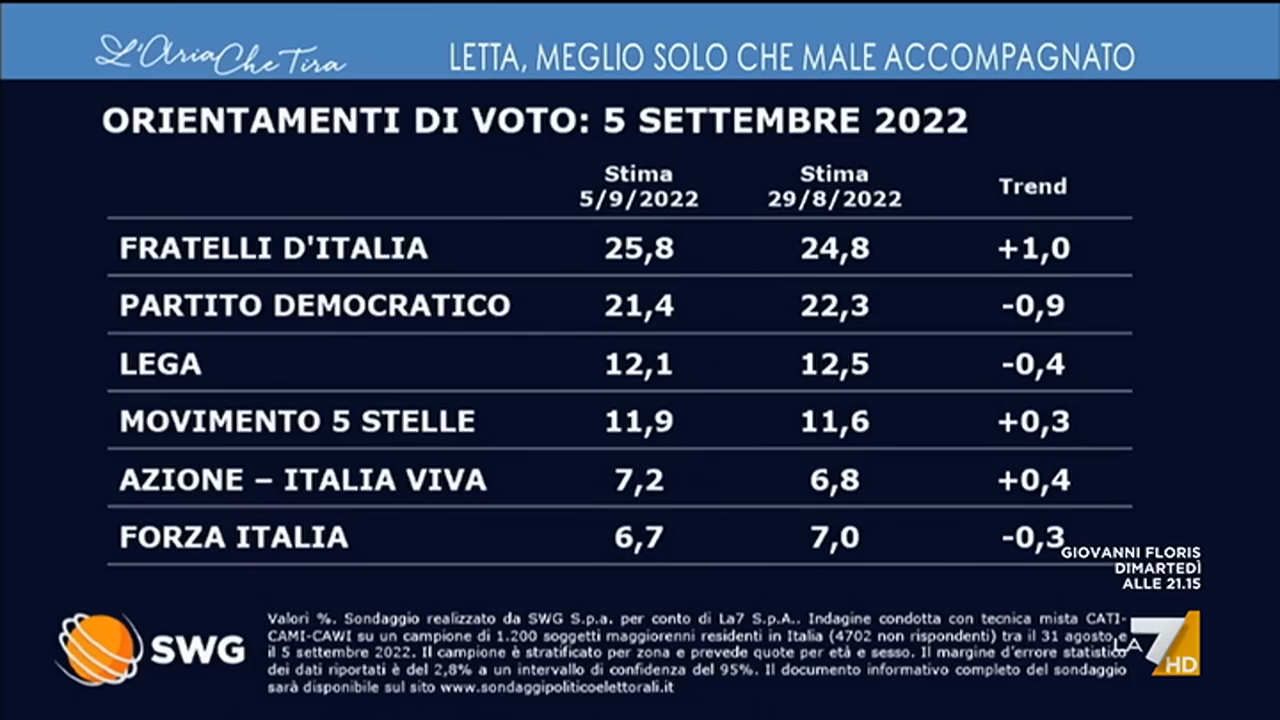 L'Aria Che Tira
LETTA, MEGLIO SOLO CHE MALE ACCOMPAGNATO
ORIENTAMENTI DI VOTO: 5 SETTEMBRE 2022
Stima 5/9/2022 Stima 29/8/2022 Trend
FRATELLI D'ITALIA 25,8 24,8 +1,0
PARTITO DEMOCRATICO 21,4 22,3 -0,9
LEGA 12,1 12,5 -0,4
MOVIMENTO 5 STELLE 11,9 11,6 +0,3
AZIONE – ITALIA VIVA 7,2 6,8 +0,4
FORZA ITALIA 6,7 7,0 -0,3
GIOVANNI FLORIS
DIMARTEDÌ
ALLE 21.15
SWG
Valori %. Sondaggio realizzato da SWG S.p.a. per conto di La7 S.p.A.. Indagine condotta con tecnica mista CATI-
CAMI-CAWI su un campione di 1.200 soggetti maggiorenni residenti in Italia (4702 non rispondenti) tra il 31 agosto e
il 5 settembre 2022. Il campione è stratificato per zona e prevede quote per età e sesso. Il margine d'errore statistico
dei dati riportati è del 2,8% a un intervallo di confidenza del 95%. Il documento informativo completo del sondaggio
sarà disponibile sul sito www.sondaggipoliticoelettorali.it
LA 7 HD